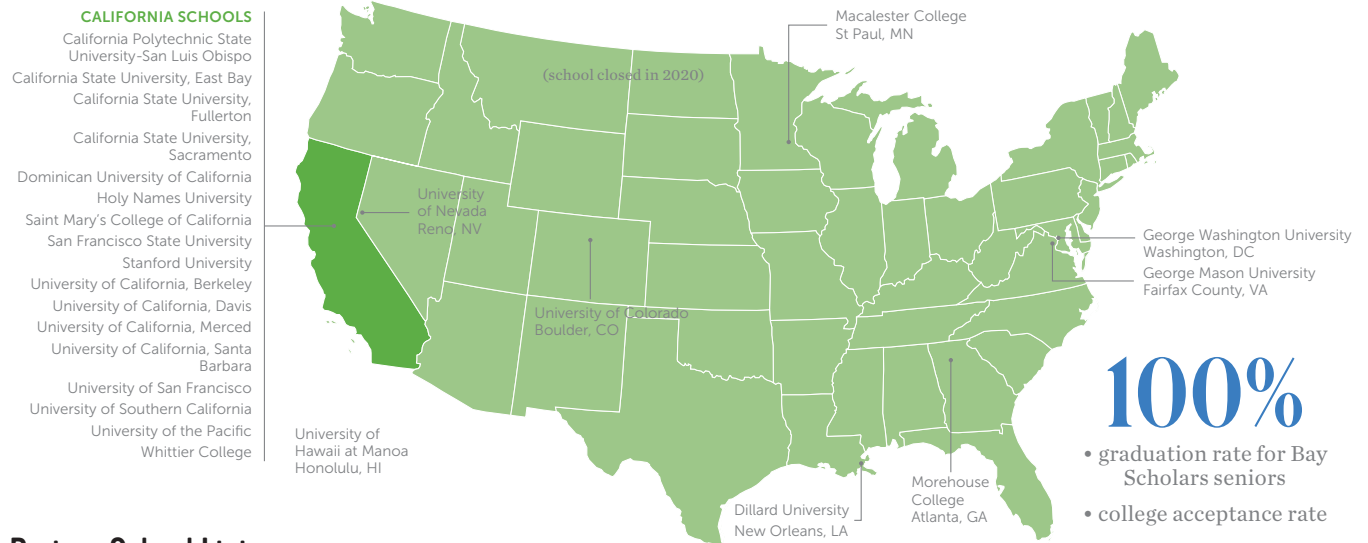 CALIFORNIA SCHOOLS
California Polytechnic State
University-San Luis Obispo
California State University, East Bay
California State University,
Fullerton
California State University,
Sacramento
Dominican University of California
Holy Names University
Saint Mary's College of California
San Francisco State University
Stanford University
University of California, Berkeley
University of California, Davis
University of California, Merced
University of California, Santa
Barbara
University of San Francisco
University of Southern California
University of the Pacific
Whittier College
Macalester College
St Paul, MN
(school closed in 2020)
University
of Nevada
Reno, NV
University of Colorado
Boulder, CO
George Washington University
Washington, DC
George Mason University
Fairfax County, VA
University of
Hawaii at Manoa
Honolulu, HI
Dillard University
New Orleans, LA
Morehouse
College
Atlanta, GA
100%
• graduation rate for Bay
Scholars seniors
• college acceptance rate